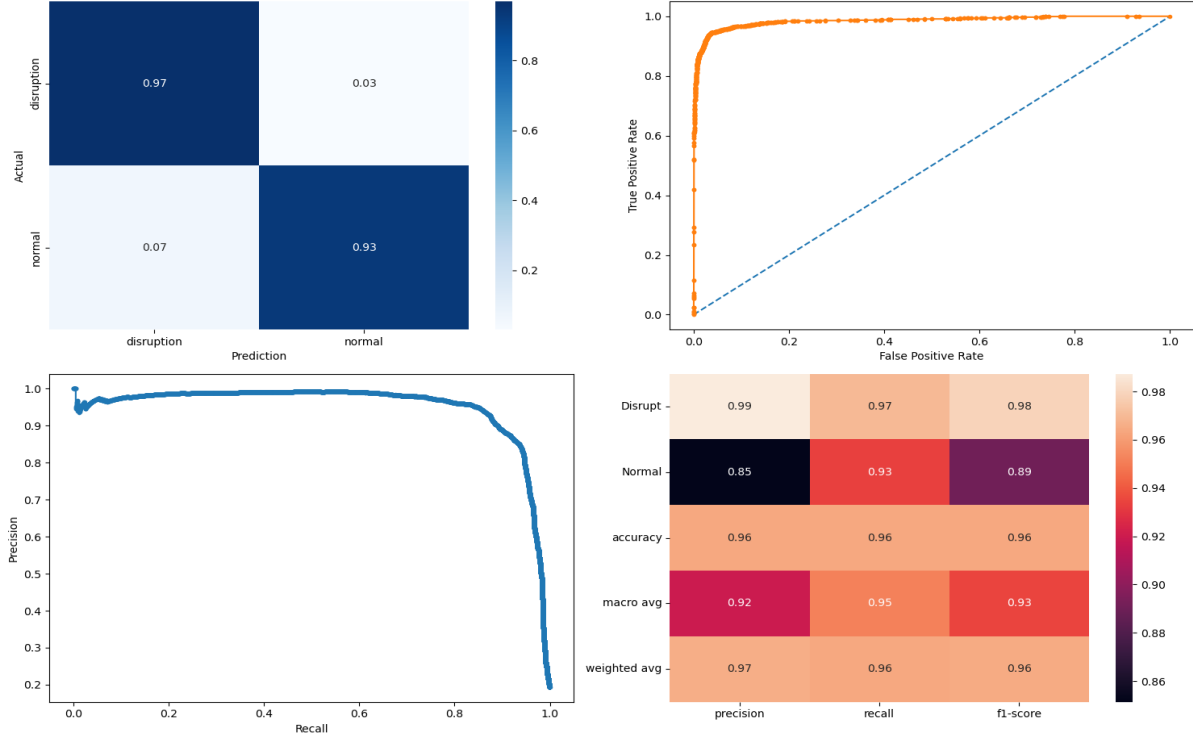 disruption
normal
Actual
0.97 0.03
0.07 0.93
disruption normal
Prediction
0.8
0.6
0.4
0.2
True Positive Rate
1.0
0.8
0.6
0.4
0.2
0.0
0.0 0.2 0.4 0.6 0.8 1.0
False Positive Rate
Precision
1.0
0.9
0.8
0.7
0.6
0.5
0.4
0.3
0.2
0.0 0.2 0.4 0.6 0.8 1.0
Recall
Disrupt 0.99 0.97 0.98
Normal 0.85 0.93 0.89
accuracy 0.96 0.96 0.96
macro avg 0.92 0.95 0.93
weighted avg 0.97 0.96 0.96
precision recall f1-score
0.98
0.96
0.94
0.92
0.90
0.88
0.86